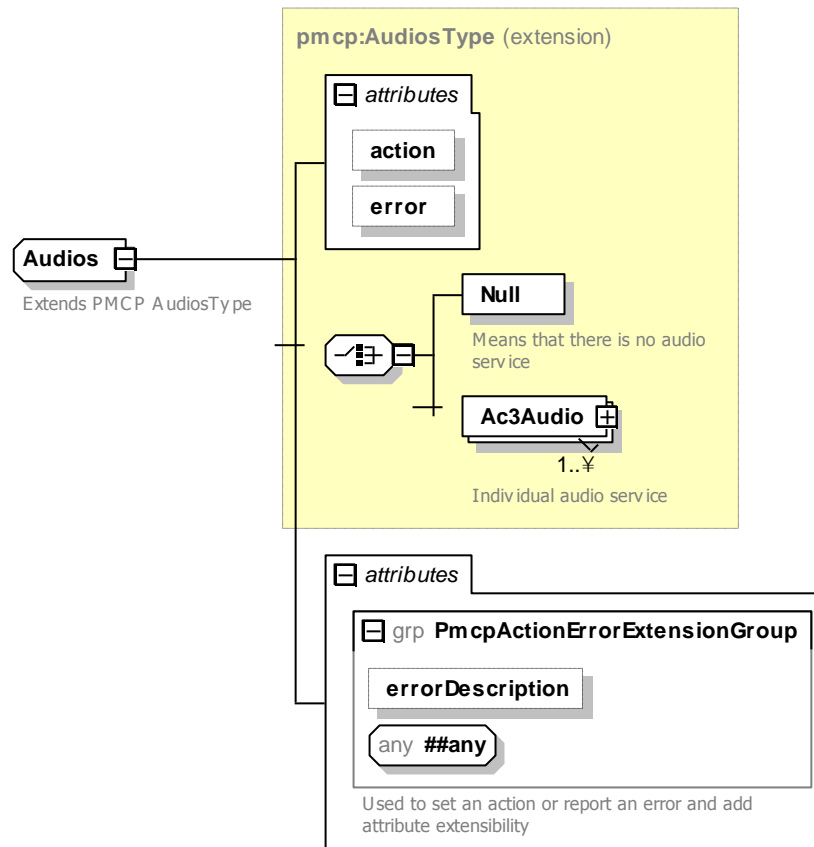 pmcp:AudiosType (extension)
attributes
action
error
Audios
Extends PMCP AudiosType
Null
Means that there is no audio
service
Ac3Audio
1..¥
Individual audio service
attributes
grp PmcpActionErrorExtensionGroup
errorDescription
any ##any
Used to set an action or report an error and add
attribute extensibility